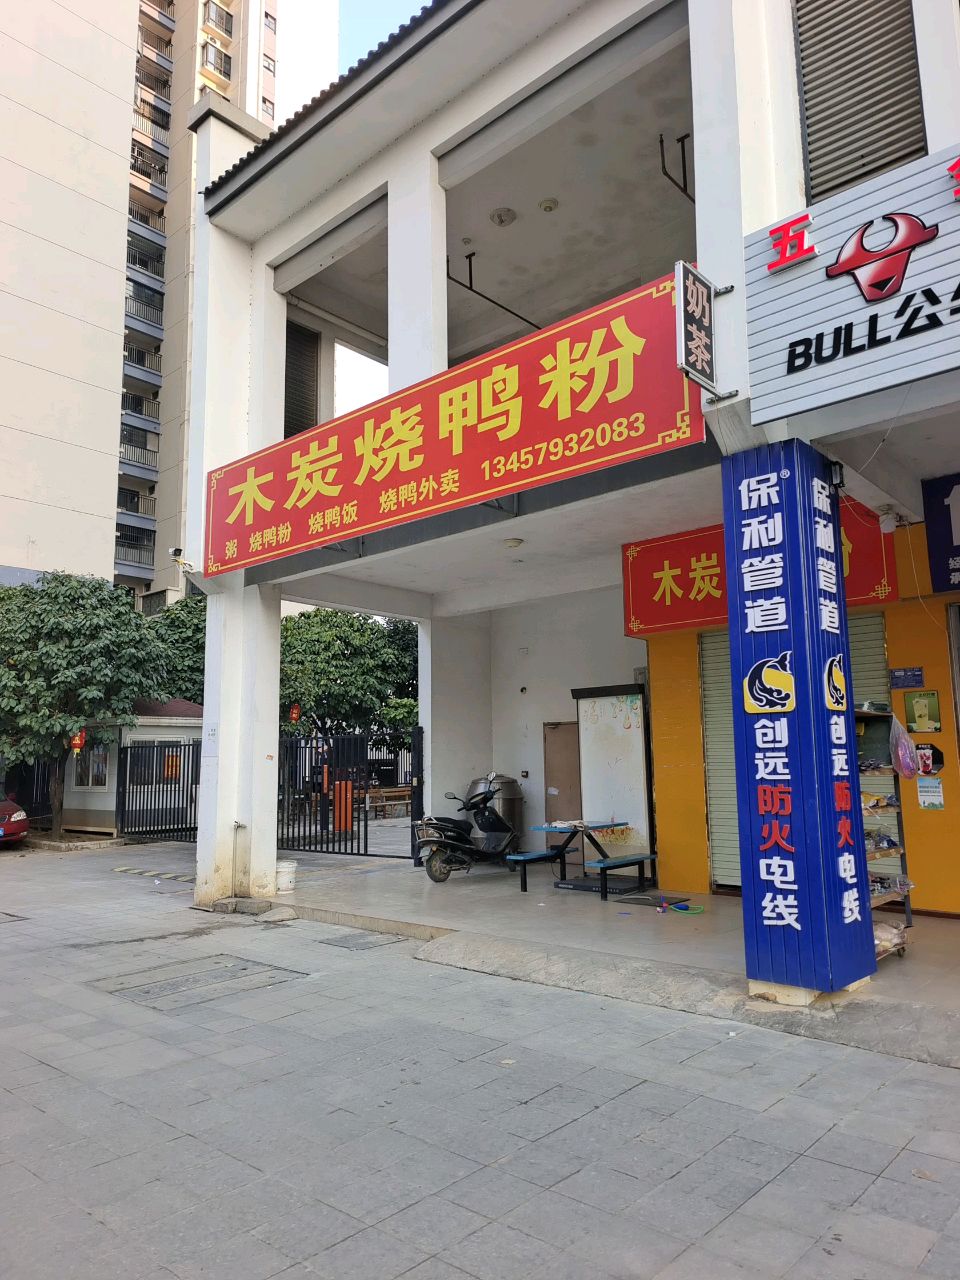 木炭烧鸭粉
粥 烧鸭粉 烧鸭饭 烧鸭外卖 13457932083
奶茶
五
BULL公牛
木炭
保利管道®
创远防火电线
保利管道
创远防火电线